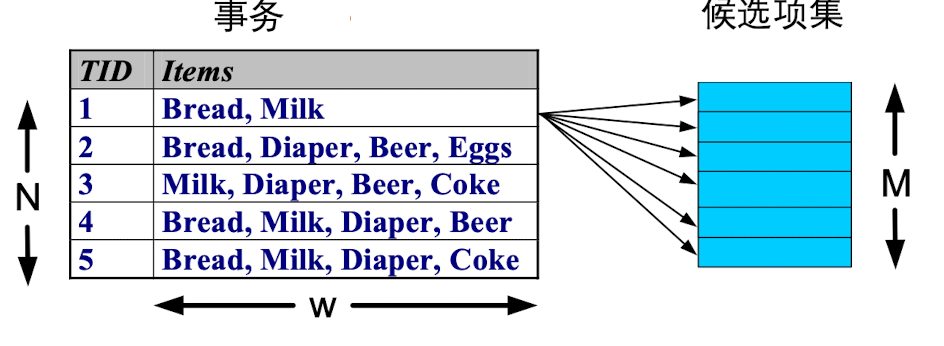 事务
候选项集
TID Items
1 Bread, Milk
2 Bread, Diaper, Beer, Eggs
3 Milk, Diaper, Beer, Coke
4 Bread, Milk, Diaper, Beer
5 Bread, Milk, Diaper, Coke
N
M
w